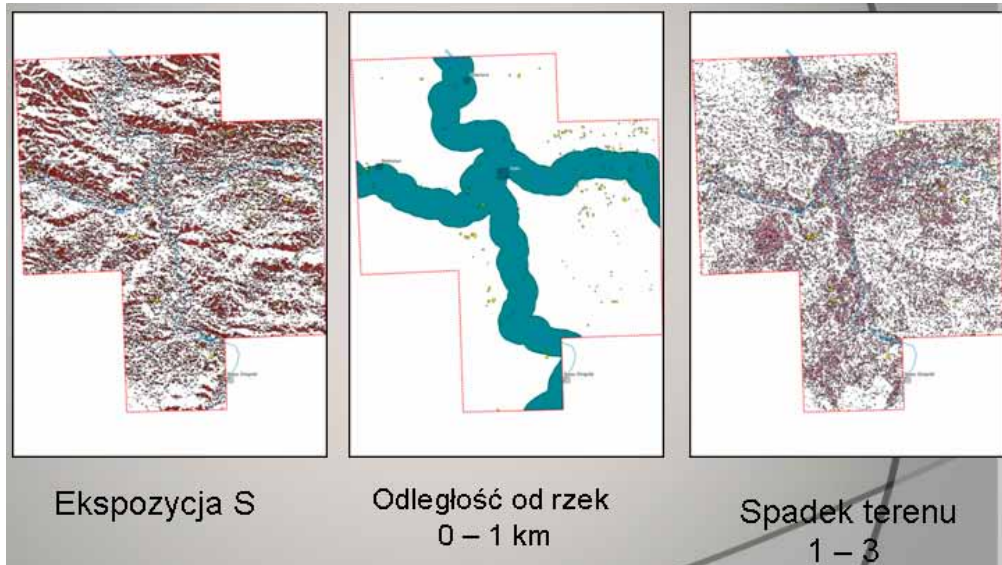 Ekspozycja S
Odległość od rzek
0 – 1 km
Spadek terenu
1 – 3